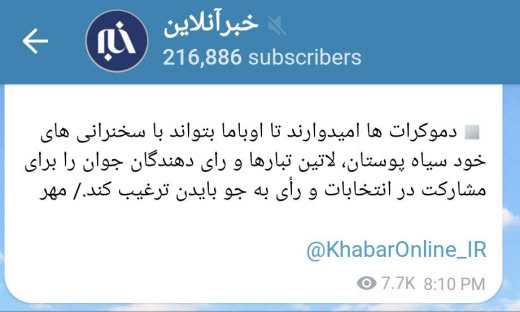 خبرآنلاین
216,886 subscribers
دموکرات ها امیدوارند تا اوباما بتواند با سخنرانی های
خود سیاه پوستان، لاتین تبارها و رای دهندگان جوان را برای
مشارکت در انتخابات و رأی به جو بایدن ترغیب کند./ مهر
@KhabarOnline_IR
7.7K 8:10 PM